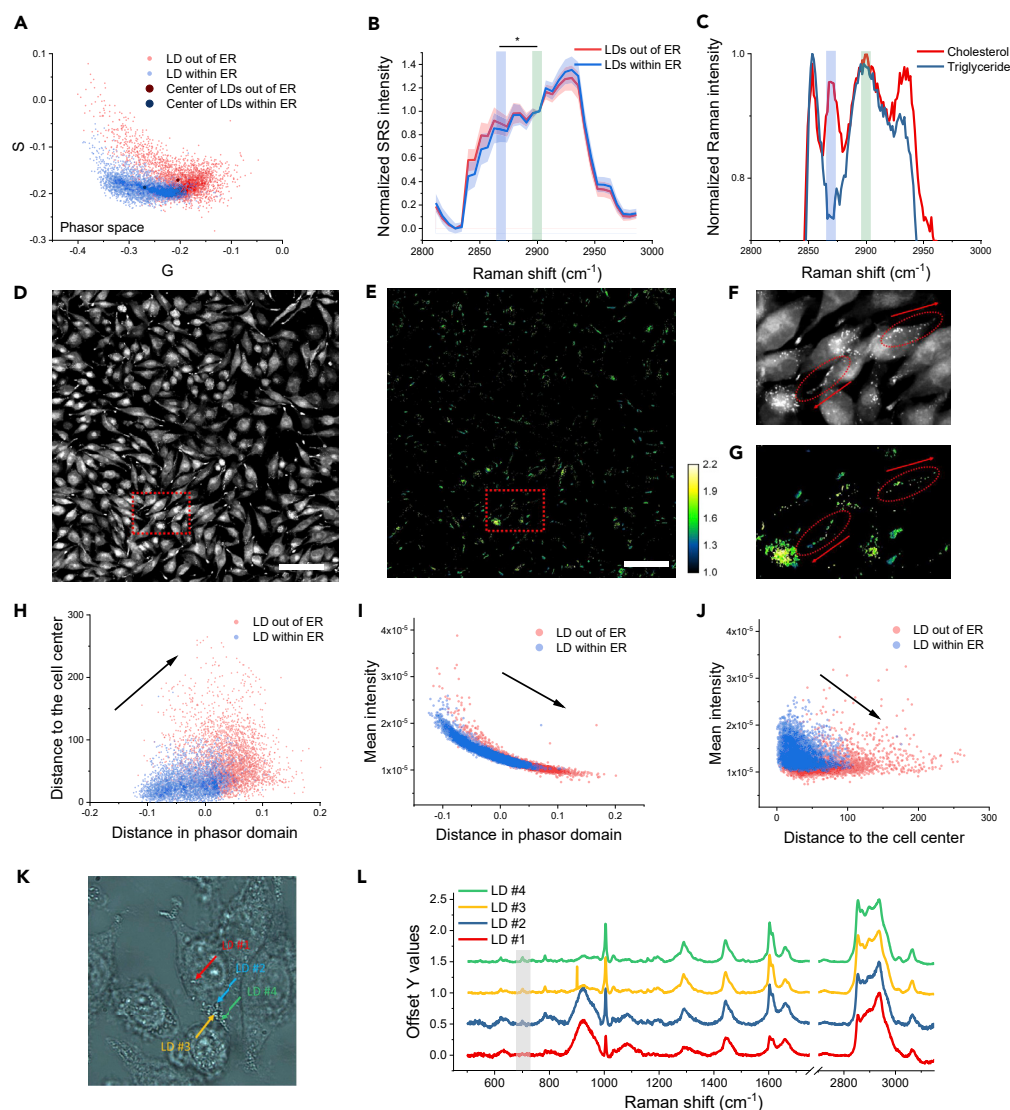 A
0.1
0.0
-0.1
-0.2
-0.3
S
LD out of ER
LD within ER
Center of LDs out of ER
Center of LDs within ER
Phasor space
-0.4
-0.3
-0.2
-0.1
0.0
G
B
*
LDs out of ER
LDs within ER
1.4
1.2
1.0
0.8
0.6
0.4
0.2
0.0
Normalized SRS intensity
2800
2850
2900
2950
3000
Raman shift (cm-1)
C
Cholesterol
Triglyceride
1.0
0.8
Normalized Raman intensity
2800
2850
2900
2950
3000
Raman shift (cm-1)
D
E
2.2
1.9
1.6
1.3
1.0
F
G
H
LD out of ER
LD within ER
300
250
200
150
100
50
0
Distance to the cell center
-0.2
-0.1
0.0
0.1
0.2
Distance in phasor domain
I
LD out of ER
LD within ER
4x10-5
3x10-5
2x10-5
1x10-5
Mean intensity
-0.1
0.0
0.1
0.2
Distance in phasor domain
J
LD out of ER
LD within ER
4x10-5
3x10-5
2x10-5
1x10-5
Mean intensity
0
100
200
300
Distance to the cell center
K
LD #1
LD #2
LD #4
LD #3
L
LD #4
LD #3
LD #2
LD #1
2.5
2.0
1.5
1.0
0.5
0.0
Offset Y values
600
800
1000
1200
1400
1600
2800
3000
Raman shift (cm-1)